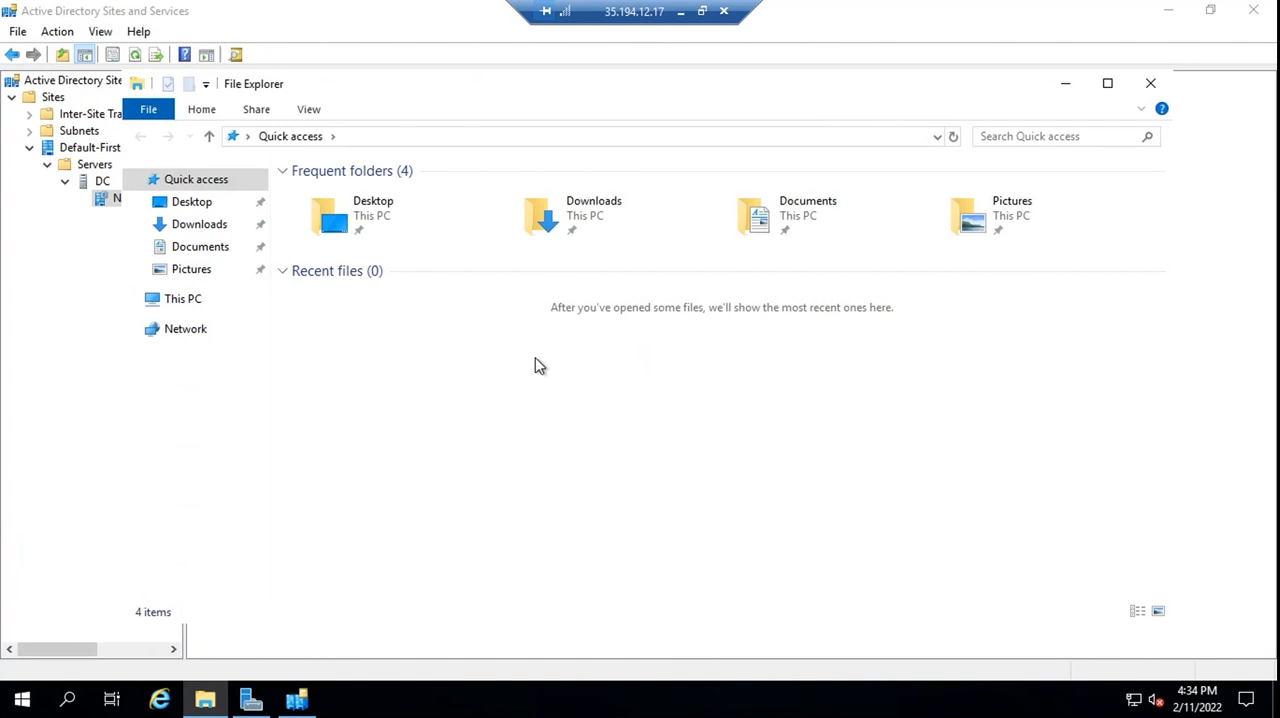 Active Directory Sites and Services
35.194.12.17
File Action View Help
Active Directory Site
Sites
Inter-Site Tra
Subnets
Default-First
Servers
DC
N
File Explorer
File Home Share View
Quick access
Search Quick access
Quick access
Desktop
Downloads
Documents
Pictures
This PC
Network
Frequent folders (4)
Desktop
This PC
Downloads
This PC
Documents
This PC
Pictures
This PC
Recent files (0)
After you've opened some files, we'll show the most recent ones here.
4 items
4:34 PM
2/11/2022